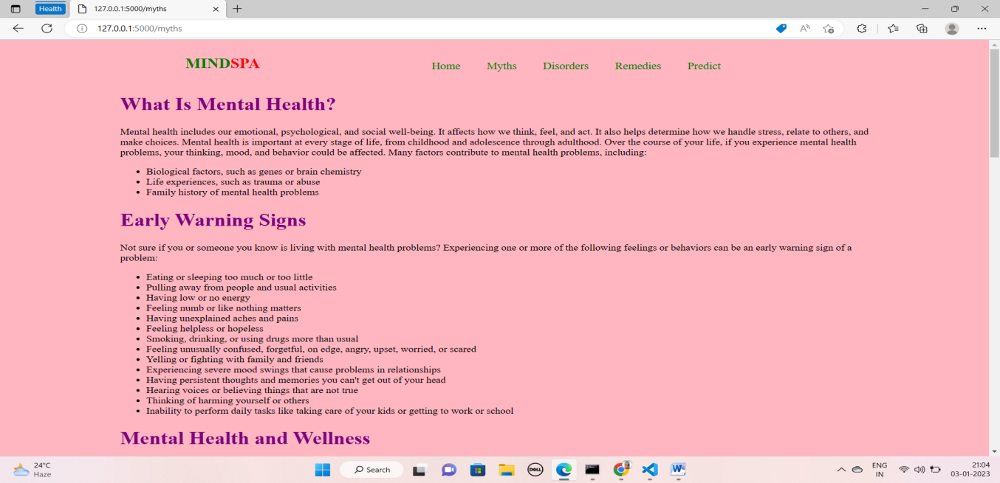 Health
127.0.0.1:5000/myths
127.0.0.1:5000/myths
MINDSPA
Home Myths Disorders Remedies Predict
What Is Mental Health?
Mental health includes our emotional, psychological, and social well-being. It affects how we think, feel, and act. It also helps determine how we handle stress, relate to others, and
make choices. Mental health is important at every stage of life, from childhood and adolescence through adulthood. Over the course of your life, if you experience mental health
problems, your thinking, mood, and behavior could be affected. Many factors contribute to mental health problems, including:
• Biological factors, such as genes or brain chemistry
• Life experiences, such as trauma or abuse
• Family history of mental health problems
Early Warning Signs
Not sure if you or someone you know is living with mental health problems? Experiencing one or more of the following feelings or behaviors can be an early warning sign of a
problem:
• Eating or sleeping too much or too little
• Pulling away from people and usual activities
• Having low or no energy
• Feeling numb or like nothing matters
• Having unexplained aches and pains
• Feeling helpless or hopeless
• Smoking, drinking, or using drugs more than usual
• Feeling unusually confused, forgetful, on edge, angry, upset, worried, or scared
• Yelling or fighting with family and friends
• Experiencing severe mood swings that cause problems in relationships
• Having persistent thoughts and memories you can't get out of your head
• Hearing voices or believing things that are not true
• Thinking of harming yourself or others
• Inability to perform daily tasks like taking care of your kids or getting to work or school
Mental Health and Wellness
24°C
Haze
Search
DELL
ENG
IN
21:04
03-01-2023